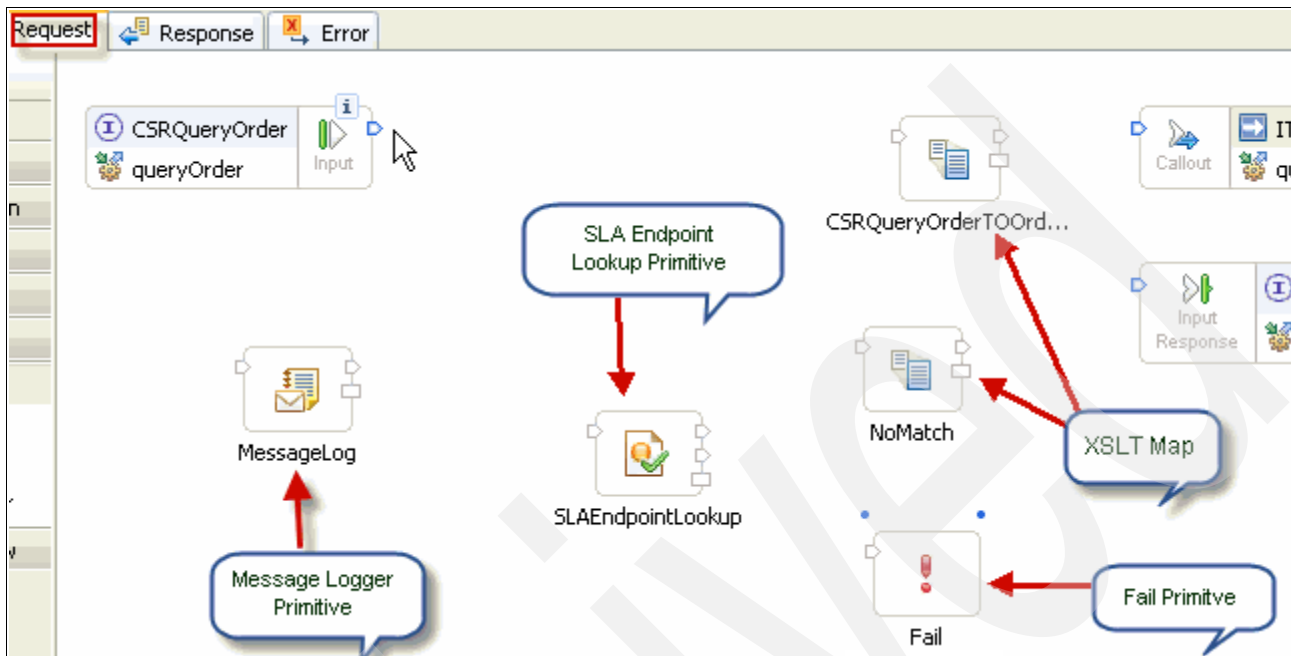 Request
Response
Error
CSRQueryOrder
queryOrder
Input
Callout
CSRQueryOrderTOOrd...
SLA Endpoint
Lookup Primitive
Input
Response
MessageLog
NoMatch
XSLT Map
SLAEndpointLookup
Message Logger
Primitive
Fail Primitve
Fail